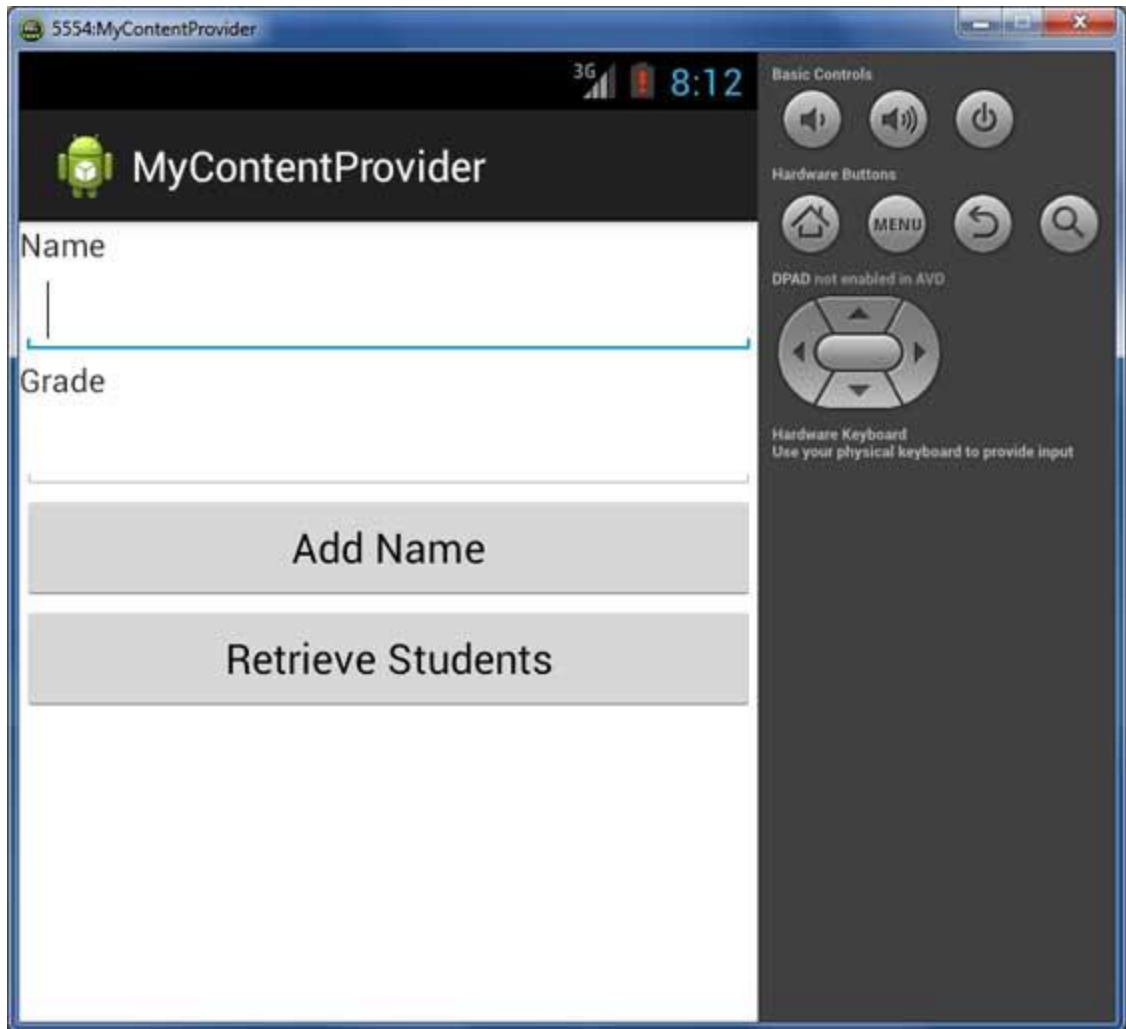 5554:MyContentProvider
3G 8:12
MyContentProvider
Name
Grade
Add Name
Retrieve Students
Basic Controls
Hardware Buttons
MENU
DPAD not enabled in AVD
Hardware Keyboard
Use your physical keyboard to provide input